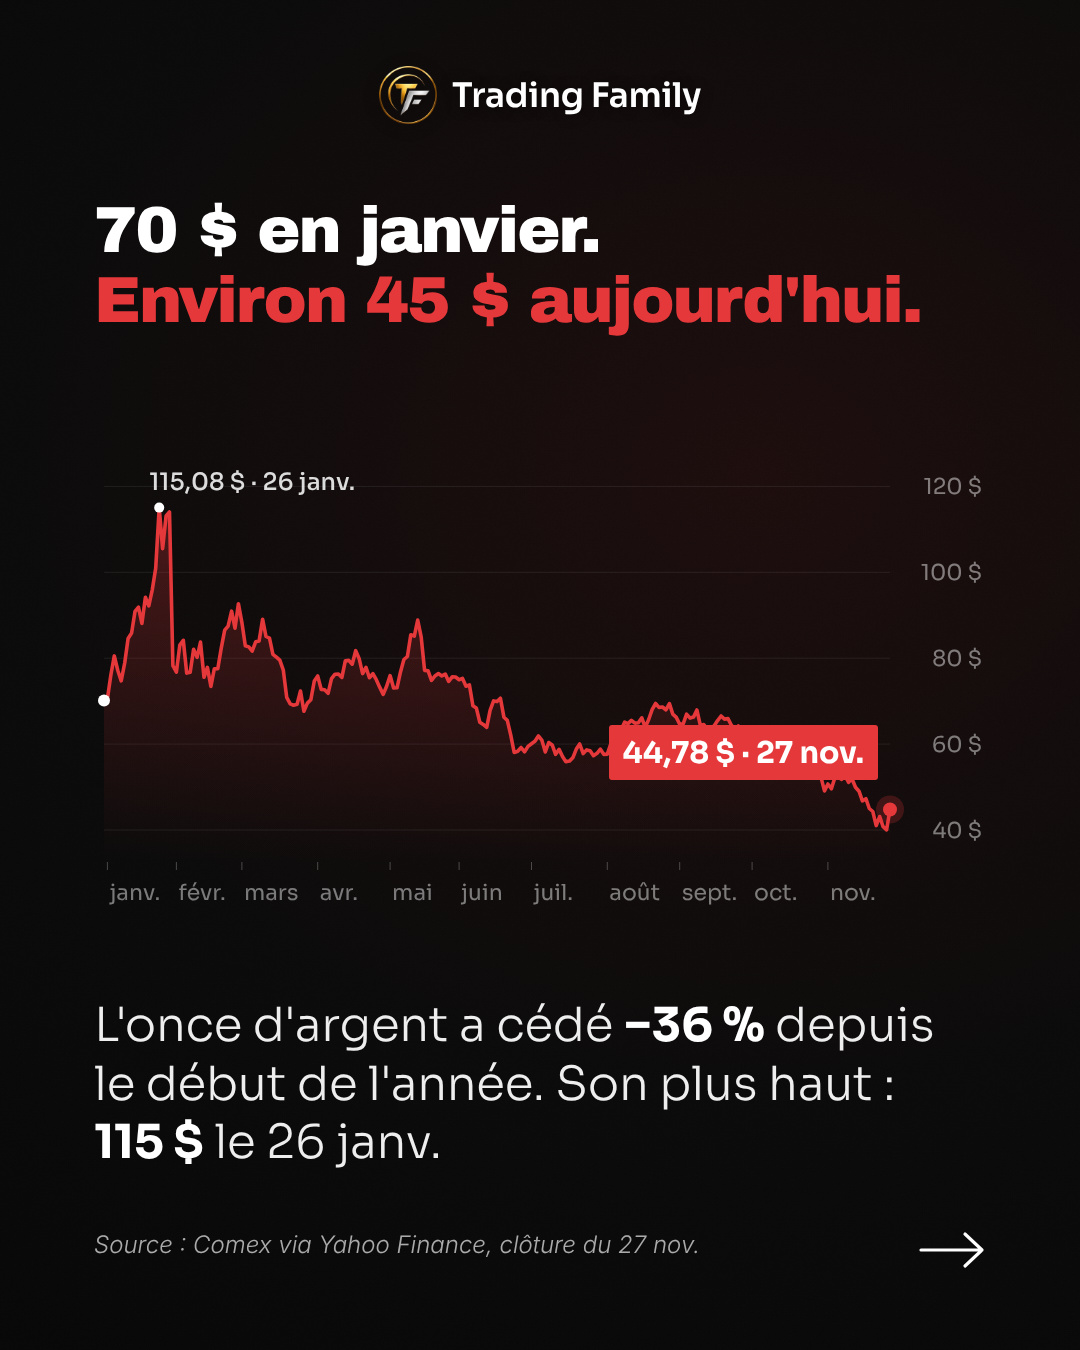 TF Trading Family
70 $ en janvier.
Environ 45 $ aujourd'hui.
115,08 $ · 26 janv.
120 $
100 $
80 $
44,78 $ · 27 nov.
60 $
40 $
janv. févr. mars avr. mai juin juil. août sept. oct. nov.
L'once d'argent a cédé −36 % depuis
le début de l'année. Son plus haut :
115 $ le 26 janv.
Source : Comex via Yahoo Finance, clôture du 27 nov.